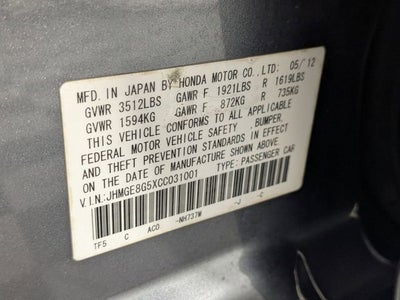 MFD.IN JAPAN BY HONDA MOTOR CO.,LTD. 05/'12
GVWR 3512LBS GAWR F 1921LBS R 1619LBS
GVWR 1594KG GAWR F 872KG R 735KG
THIS VEHICLE CONFORMS TO ALL APPLICABLE
FEDERAL MOTOR VEHICLE SAFETY ,BUMPER,
AND THEFT PREVENTION STANDARDS IN EFFECT
ON THE DATE OF MANUFACTURE SHOWN ABOVE.
V.I.N:JHMGE8G5XCC031001 TYPE: PASSENGER CAR
TF5 C AC0 -NH737M -J -C